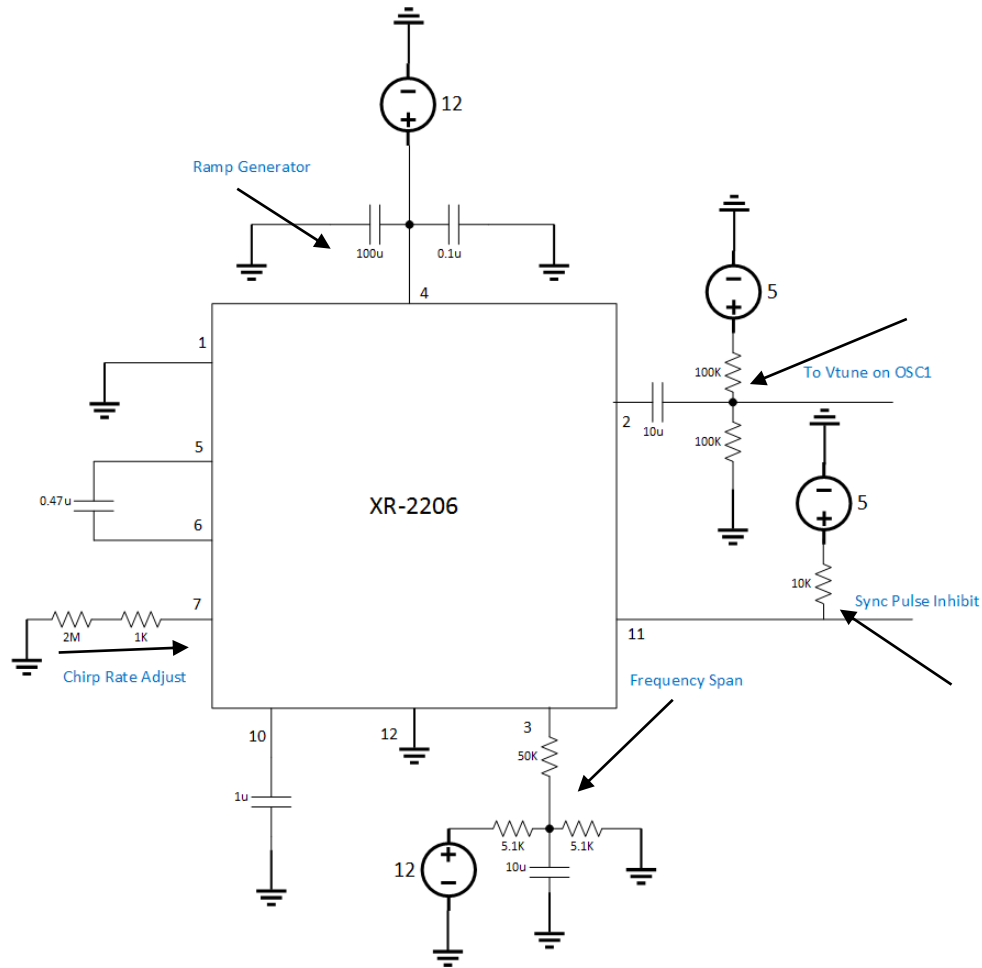 12
Ramp Generator
100u
0.1u
4
5
1
100K
To Vtune on OSC1
2
10u
100K
5
0.47u
XR-2206
5
6
10K
7
Sync Pulse Inhibit
2M
1K
11
Chirp Rate Adjust
Frequency Span
10
12
3
50K
1u
5.1K
5.1K
12
10u